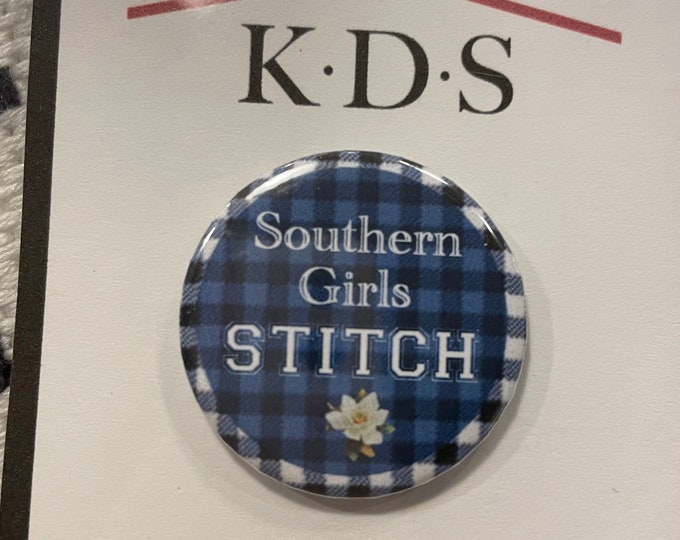 K·D·S
Southern
Girls
STITCH